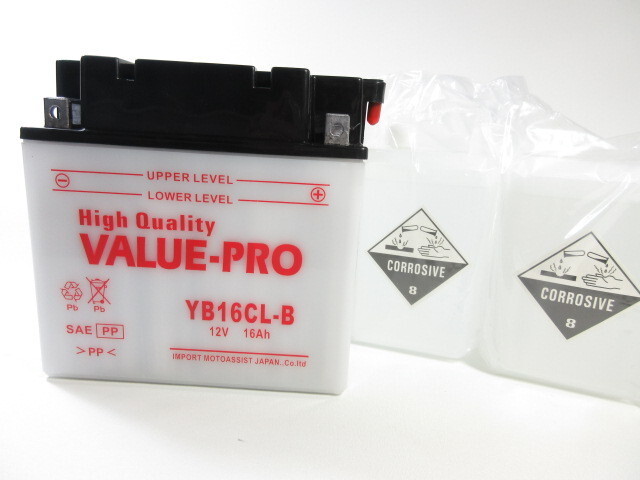 UPPER LEVEL
LOWER LEVEL
High Quality
VALUE-PRO
YB16CL-B
12V 16Ah
Pb Pb
SAE PP
>PP<
IMPORT MOTOASSIST JAPAN.,Co.ltd
CORROSIVE
8
CORROSIVE
8